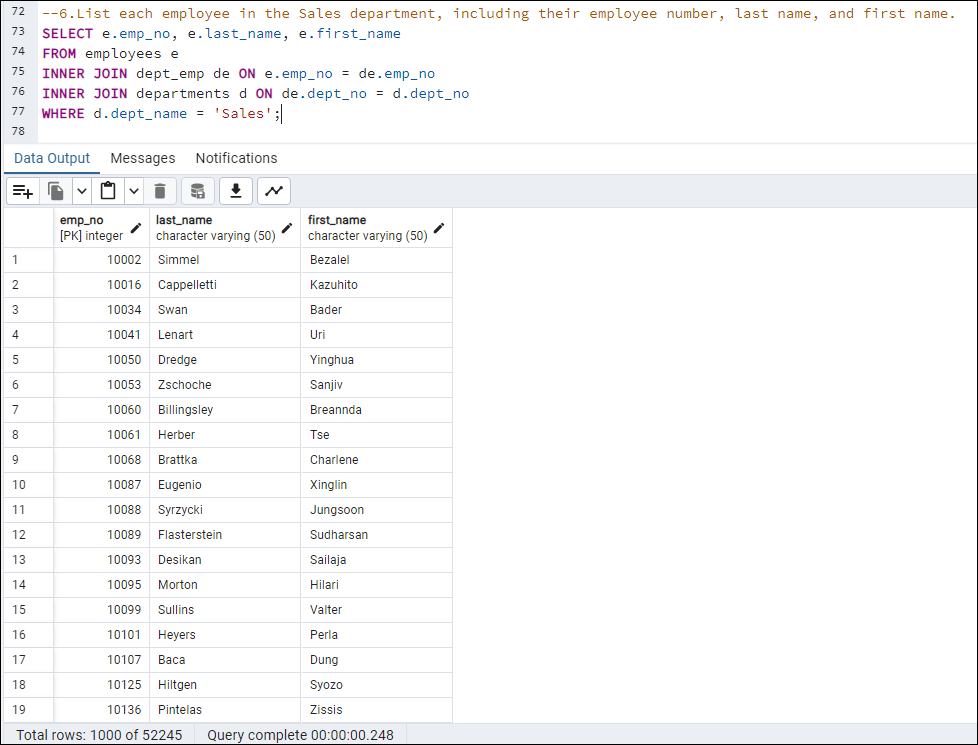 72 --6.List each employee in the Sales department, including their employee number, last name, and first name.
73 SELECT e.emp_no, e.last_name, e.first_name
74 FROM employees e
75 INNER JOIN dept_emp de ON e.emp_no = de.emp_no
76 INNER JOIN departments d ON de.dept_no = d.dept_no
77 WHERE d.dept_name = 'Sales';
78
Data Output Messages Notifications
emp_no last_name first_name
[PK] integer character varying (50) character varying (50)
1 10002 Simmel Bezalel
2 10016 Cappelletti Kazuhito
3 10034 Swan Bader
4 10041 Lenart Uri
5 10050 Dredge Yinghua
6 10053 Zschoche Sanjiv
7 10060 Billingsley Breannda
8 10061 Herber Tse
9 10068 Brattka Charlene
10 10087 Eugenio Xinglin
11 10088 Syrzycki Jungsoon
12 10089 Flasterstein Sudharsan
13 10093 Desikan Sailaja
14 10095 Morton Hilari
15 10099 Sullins Valter
16 10101 Heyers Perla
17 10107 Baca Dung
18 10125 Hiltgen Syozo
19 10136 Pintelas Zissis
Total rows: 1000 of 52245 Query complete 00:00:00.248